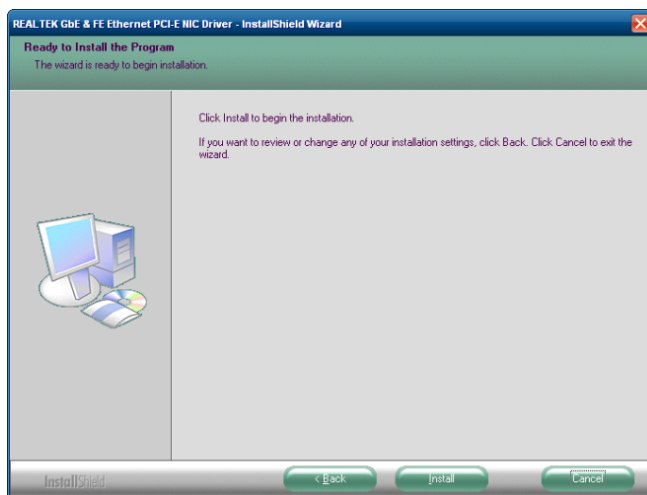 REALTEK GbE & FE Ethernet PCI-E NIC Driver - InstallShield Wizard
Ready to Install the Program
The wizard is ready to begin installation.
Click Install to begin the installation.
If you want to review or change any of your installation settings, click Back. Click Cancel to exit the
wizard.
InstallShield
< Back
Install
Cancel